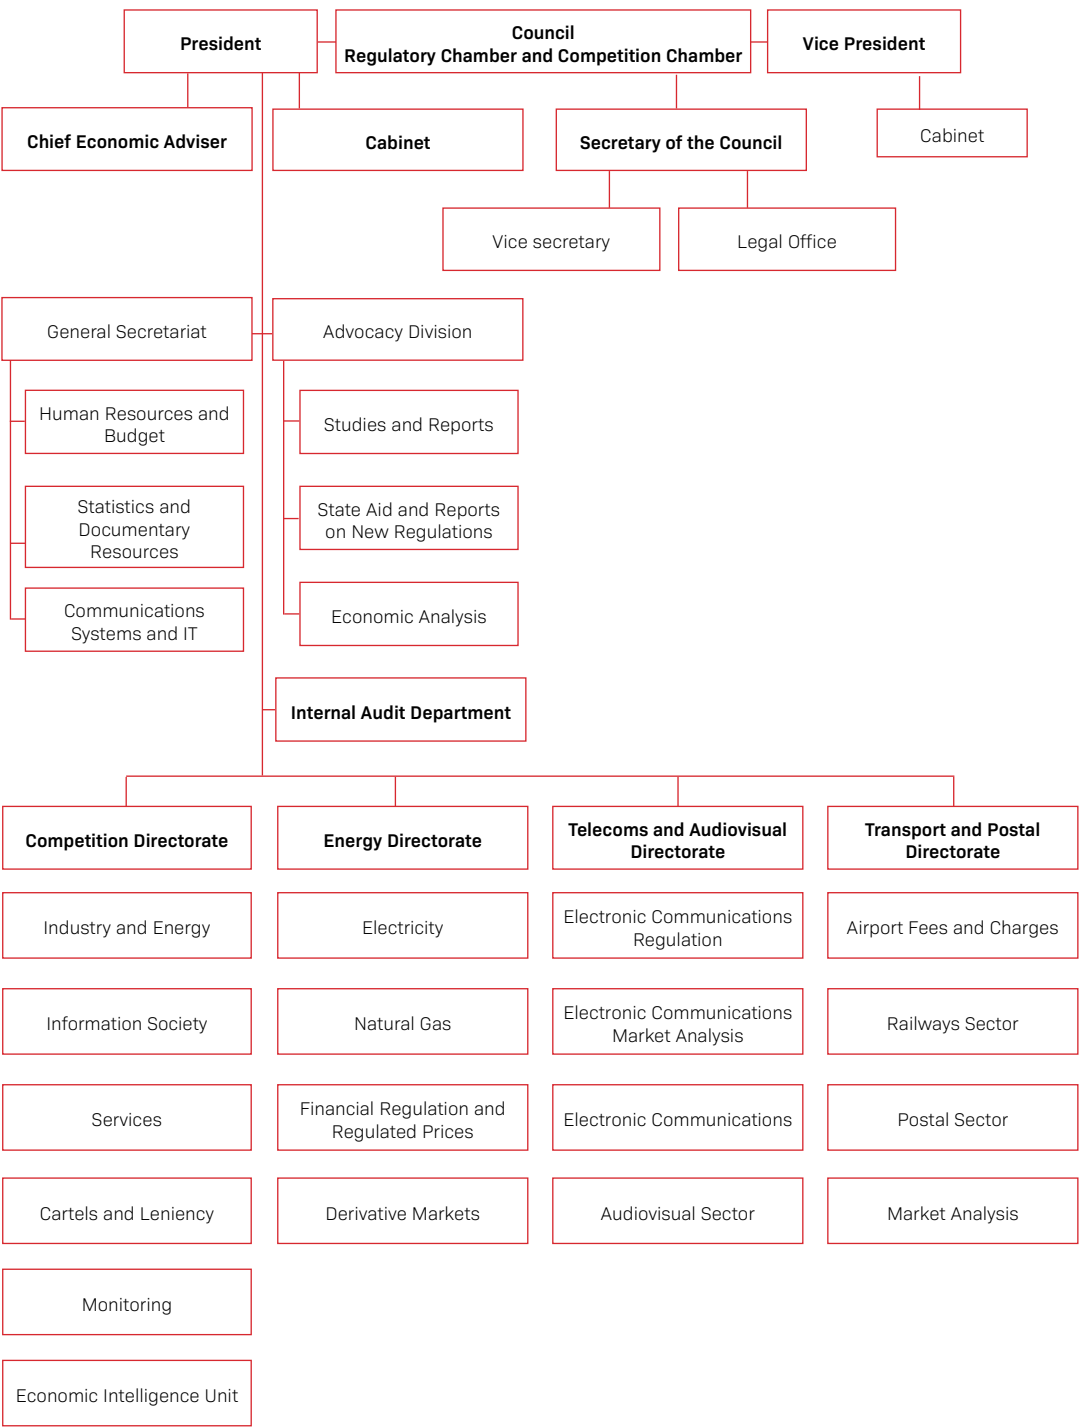 President
Council
Regulatory Chamber and Competition Chamber
Vice President
Chief Economic Adviser
Cabinet
Secretary of the Council
Cabinet
Vice secretary
Legal Office
General Secretariat
Advocacy Division
Human Resources and
Budget
Studies and Reports
Statistics and
Documentary
Resources
State Aid and Reports
on New Regulations
Communications
Systems and IT
Economic Analysis
Internal Audit Department
Competition Directorate
Energy Directorate
Telecoms and Audiovisual
Directorate
Transport and Postal
Directorate
Industry and Energy
Electricity
Electronic Communications
Regulation
Airport Fees and Charges
Information Society
Natural Gas
Electronic Communications
Market Analysis
Railways Sector
Services
Financial Regulation and
Regulated Prices
Electronic Communications
Postal Sector
Cartels and Leniency
Derivative Markets
Audiovisual Sector
Market Analysis
Monitoring
Economic Intelligence Unit